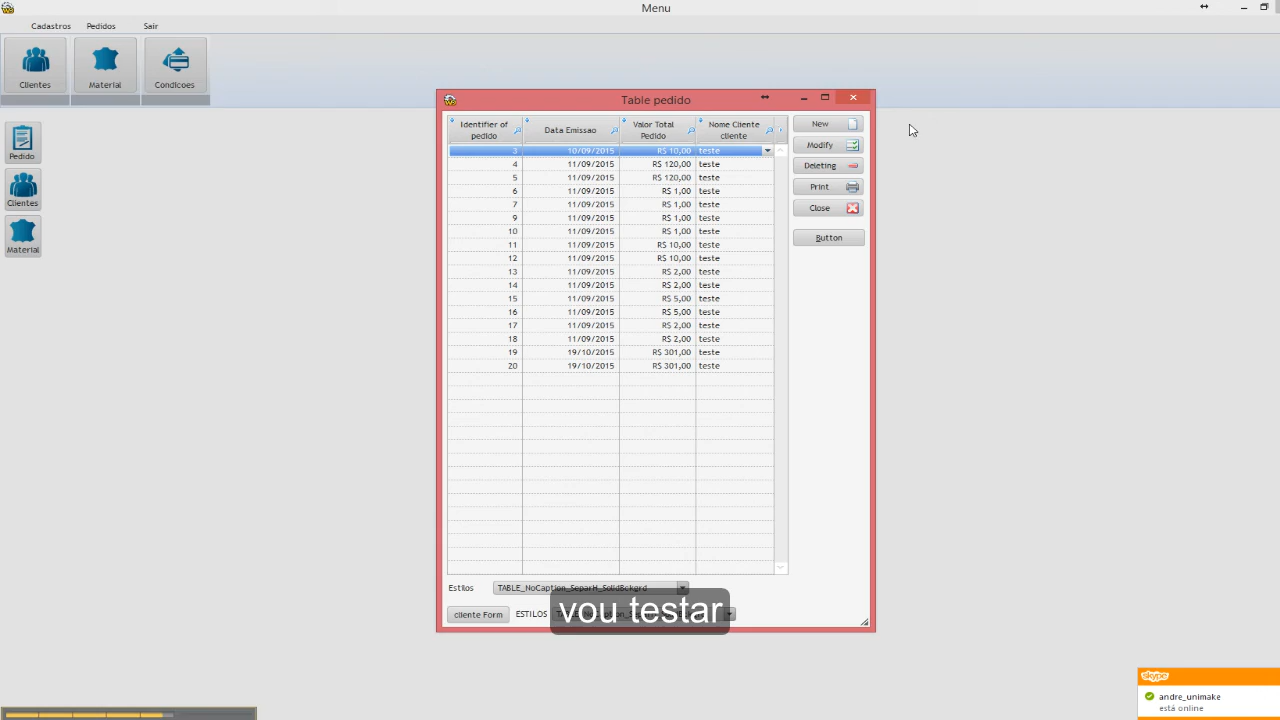 Menu
Cadastros Pedidos Sair
Clientes Material Condicoes
Pedido
Clientes
Material
Table pedido
Identifier of pedido Data Emissao Valor Total Pedido Nome Cliente cliente
3 10/09/2015 R$ 10,00 teste
4 11/09/2015 R$ 120,00 teste
5 11/09/2015 R$ 120,00 teste
6 11/09/2015 R$ 1,00 teste
7 11/09/2015 R$ 1,00 teste
9 11/09/2015 R$ 1,00 teste
10 11/09/2015 R$ 1,00 teste
11 11/09/2015 R$ 10,00 teste
12 11/09/2015 R$ 10,00 teste
13 11/09/2015 R$ 2,00 teste
14 11/09/2015 R$ 2,00 teste
15 11/09/2015 R$ 5,00 teste
16 11/09/2015 R$ 5,00 teste
17 11/09/2015 R$ 2,00 teste
18 11/09/2015 R$ 2,00 teste
19 19/10/2015 R$ 301,00 teste
20 19/10/2015 R$ 301,00 teste
New
Modify
Deleting
Print
Close
Button
Estilos TABLE_NoCaption_SeparH_SolidBckgrd
cliente Form ESTILOS
vou testar
skype
andre_unimake
está online